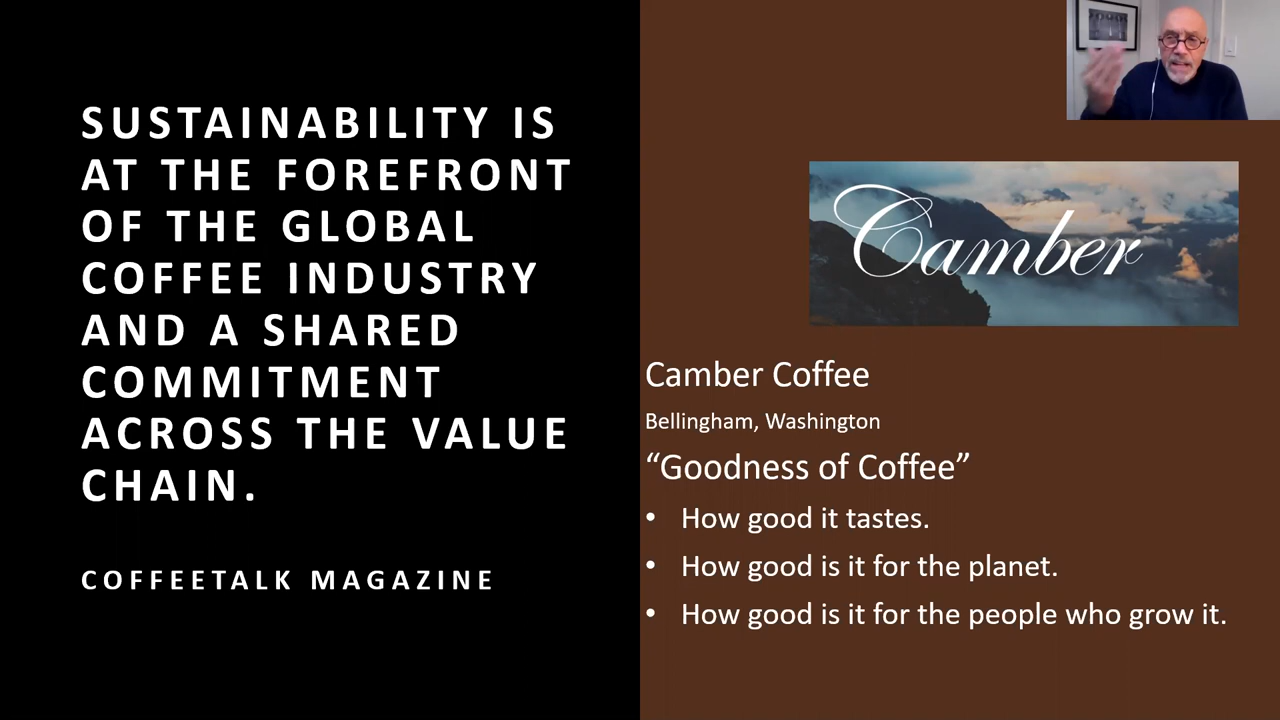 SUSTAINABILITY IS
AT THE FOREFRONT
OF THE GLOBAL
COFFEE INDUSTRY
AND A SHARED
COMMITMENT
ACROSS THE VALUE
CHAIN.
COFFEETALK MAGAZINE
Camber
Camber Coffee
Bellingham, Washington
“Goodness of Coffee”
• How good it tastes.
• How good is it for the planet.
• How good is it for the people who grow it.